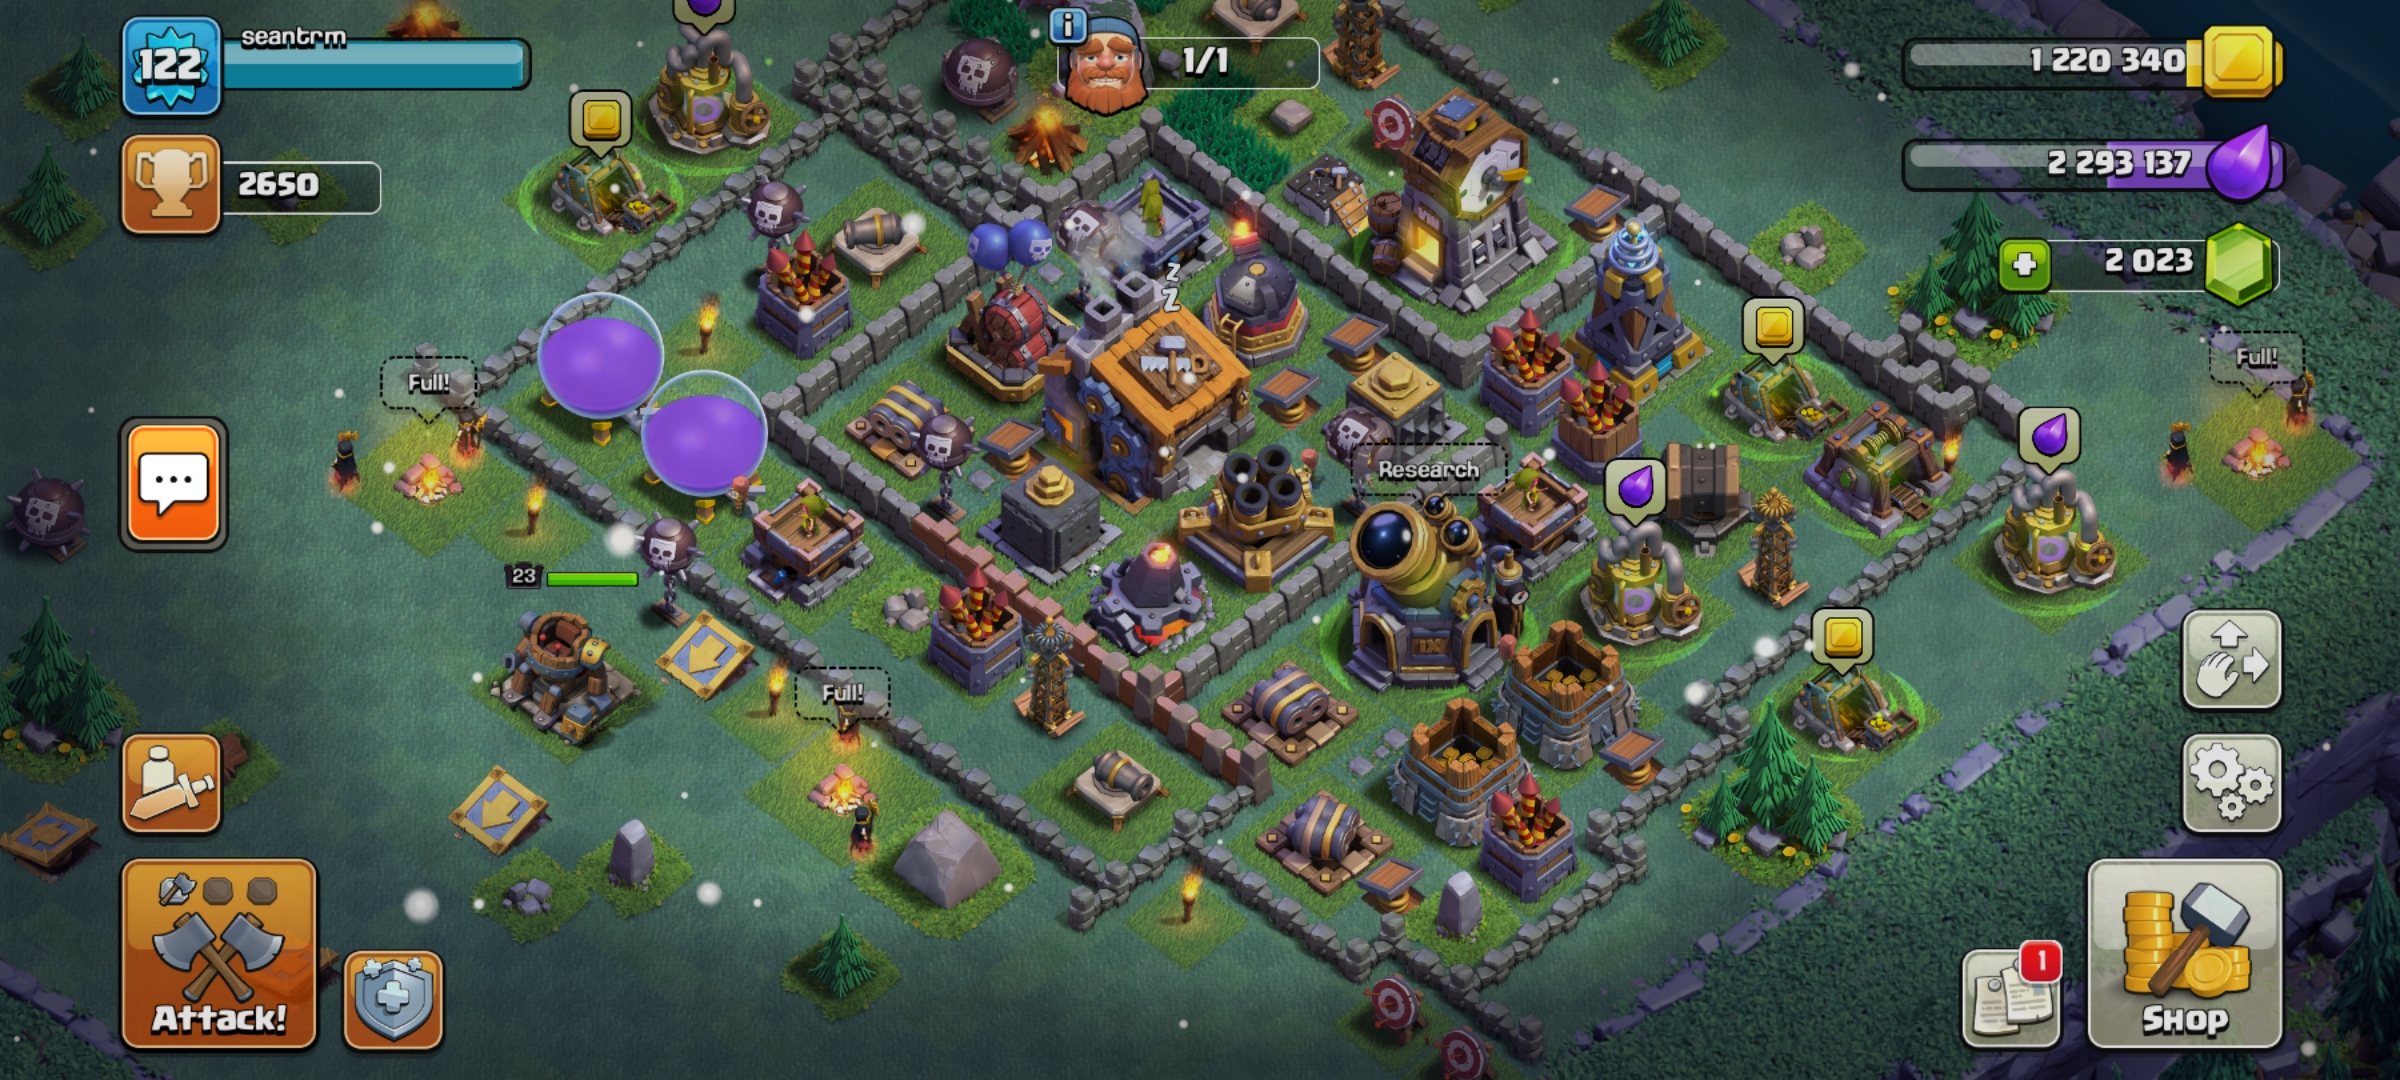 122
seantrm
1/1
1 220 340
2650
2 293 137
2 023
z
z
Full!
Full!
Research
23
Full!
IX
1
Attack!
Shop